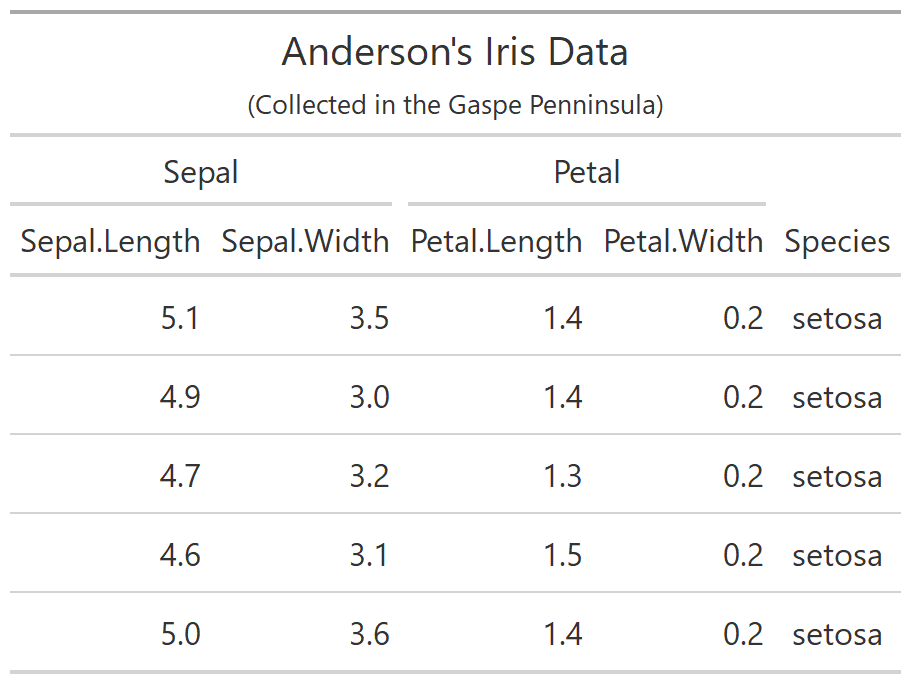 Anderson's Iris Data
(Collected in the Gaspe Penninsula)
Sepal Petal
Sepal.Length Sepal.Width Petal.Length Petal.Width Species
5.1 3.5 1.4 0.2 setosa
4.9 3.0 1.4 0.2 setosa
4.7 3.2 1.3 0.2 setosa
4.6 3.1 1.5 0.2 setosa
5.0 3.6 1.4 0.2 setosa